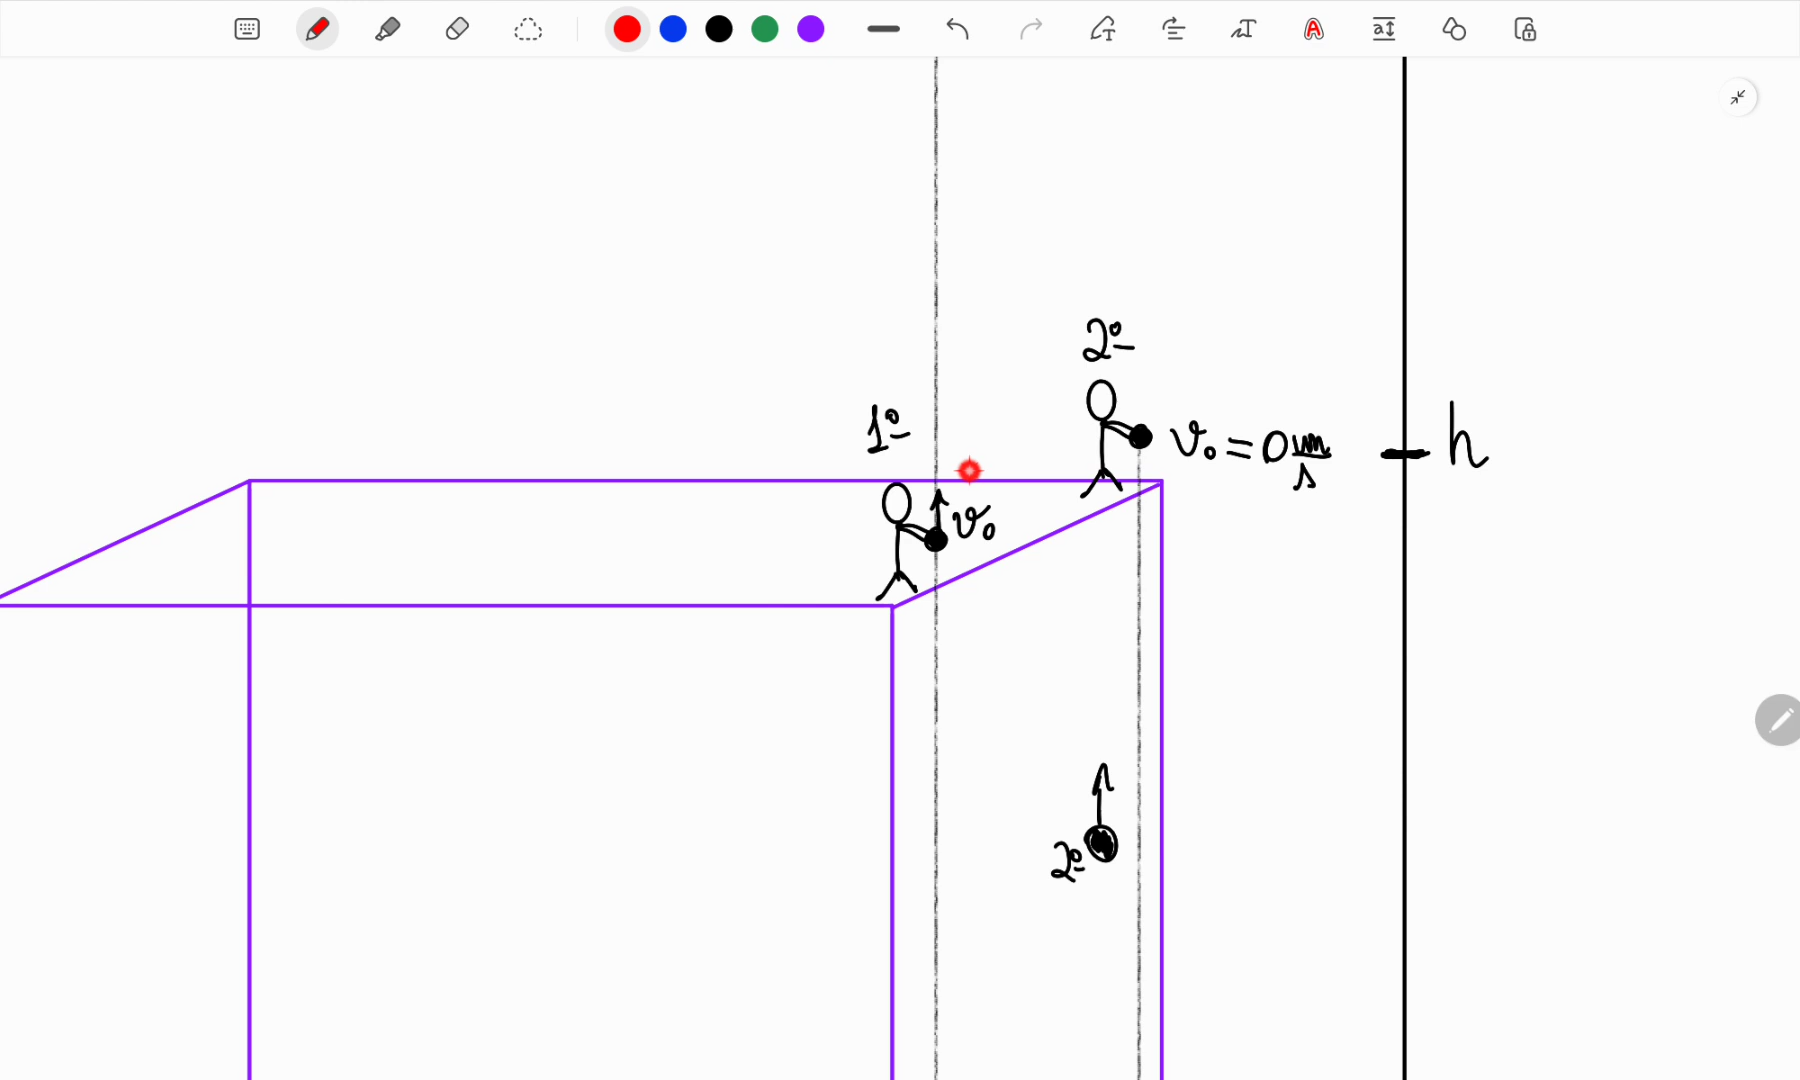 2º
1º
v₀ = 0 m/s
h
v₀
2º